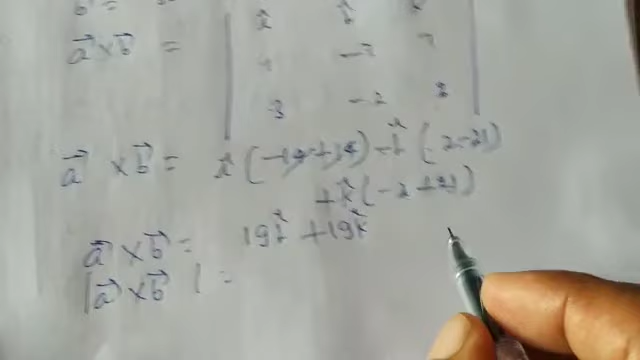 a⃗ × b⃗ = | î ĵ k̂
1 -7 7
3 -2 2 |
a⃗ × b⃗ = î (-14+14) - ĵ (2-21)
+ k̂ (-2+21)
a⃗ × b⃗ = 19ĵ + 19k̂
|a⃗ × b⃗| =